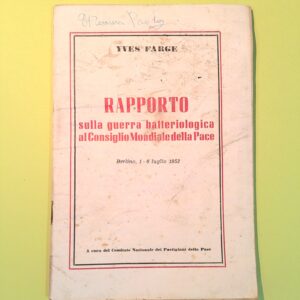 Paolo
YVES FARGE
RAPPORTO
sulla guerra batteriologica
al Consiglio Mondiale della Pace
Berlino, 1 - 6 luglio 1952
A cura del Comitato Nazionale dei Partigiani della Pace